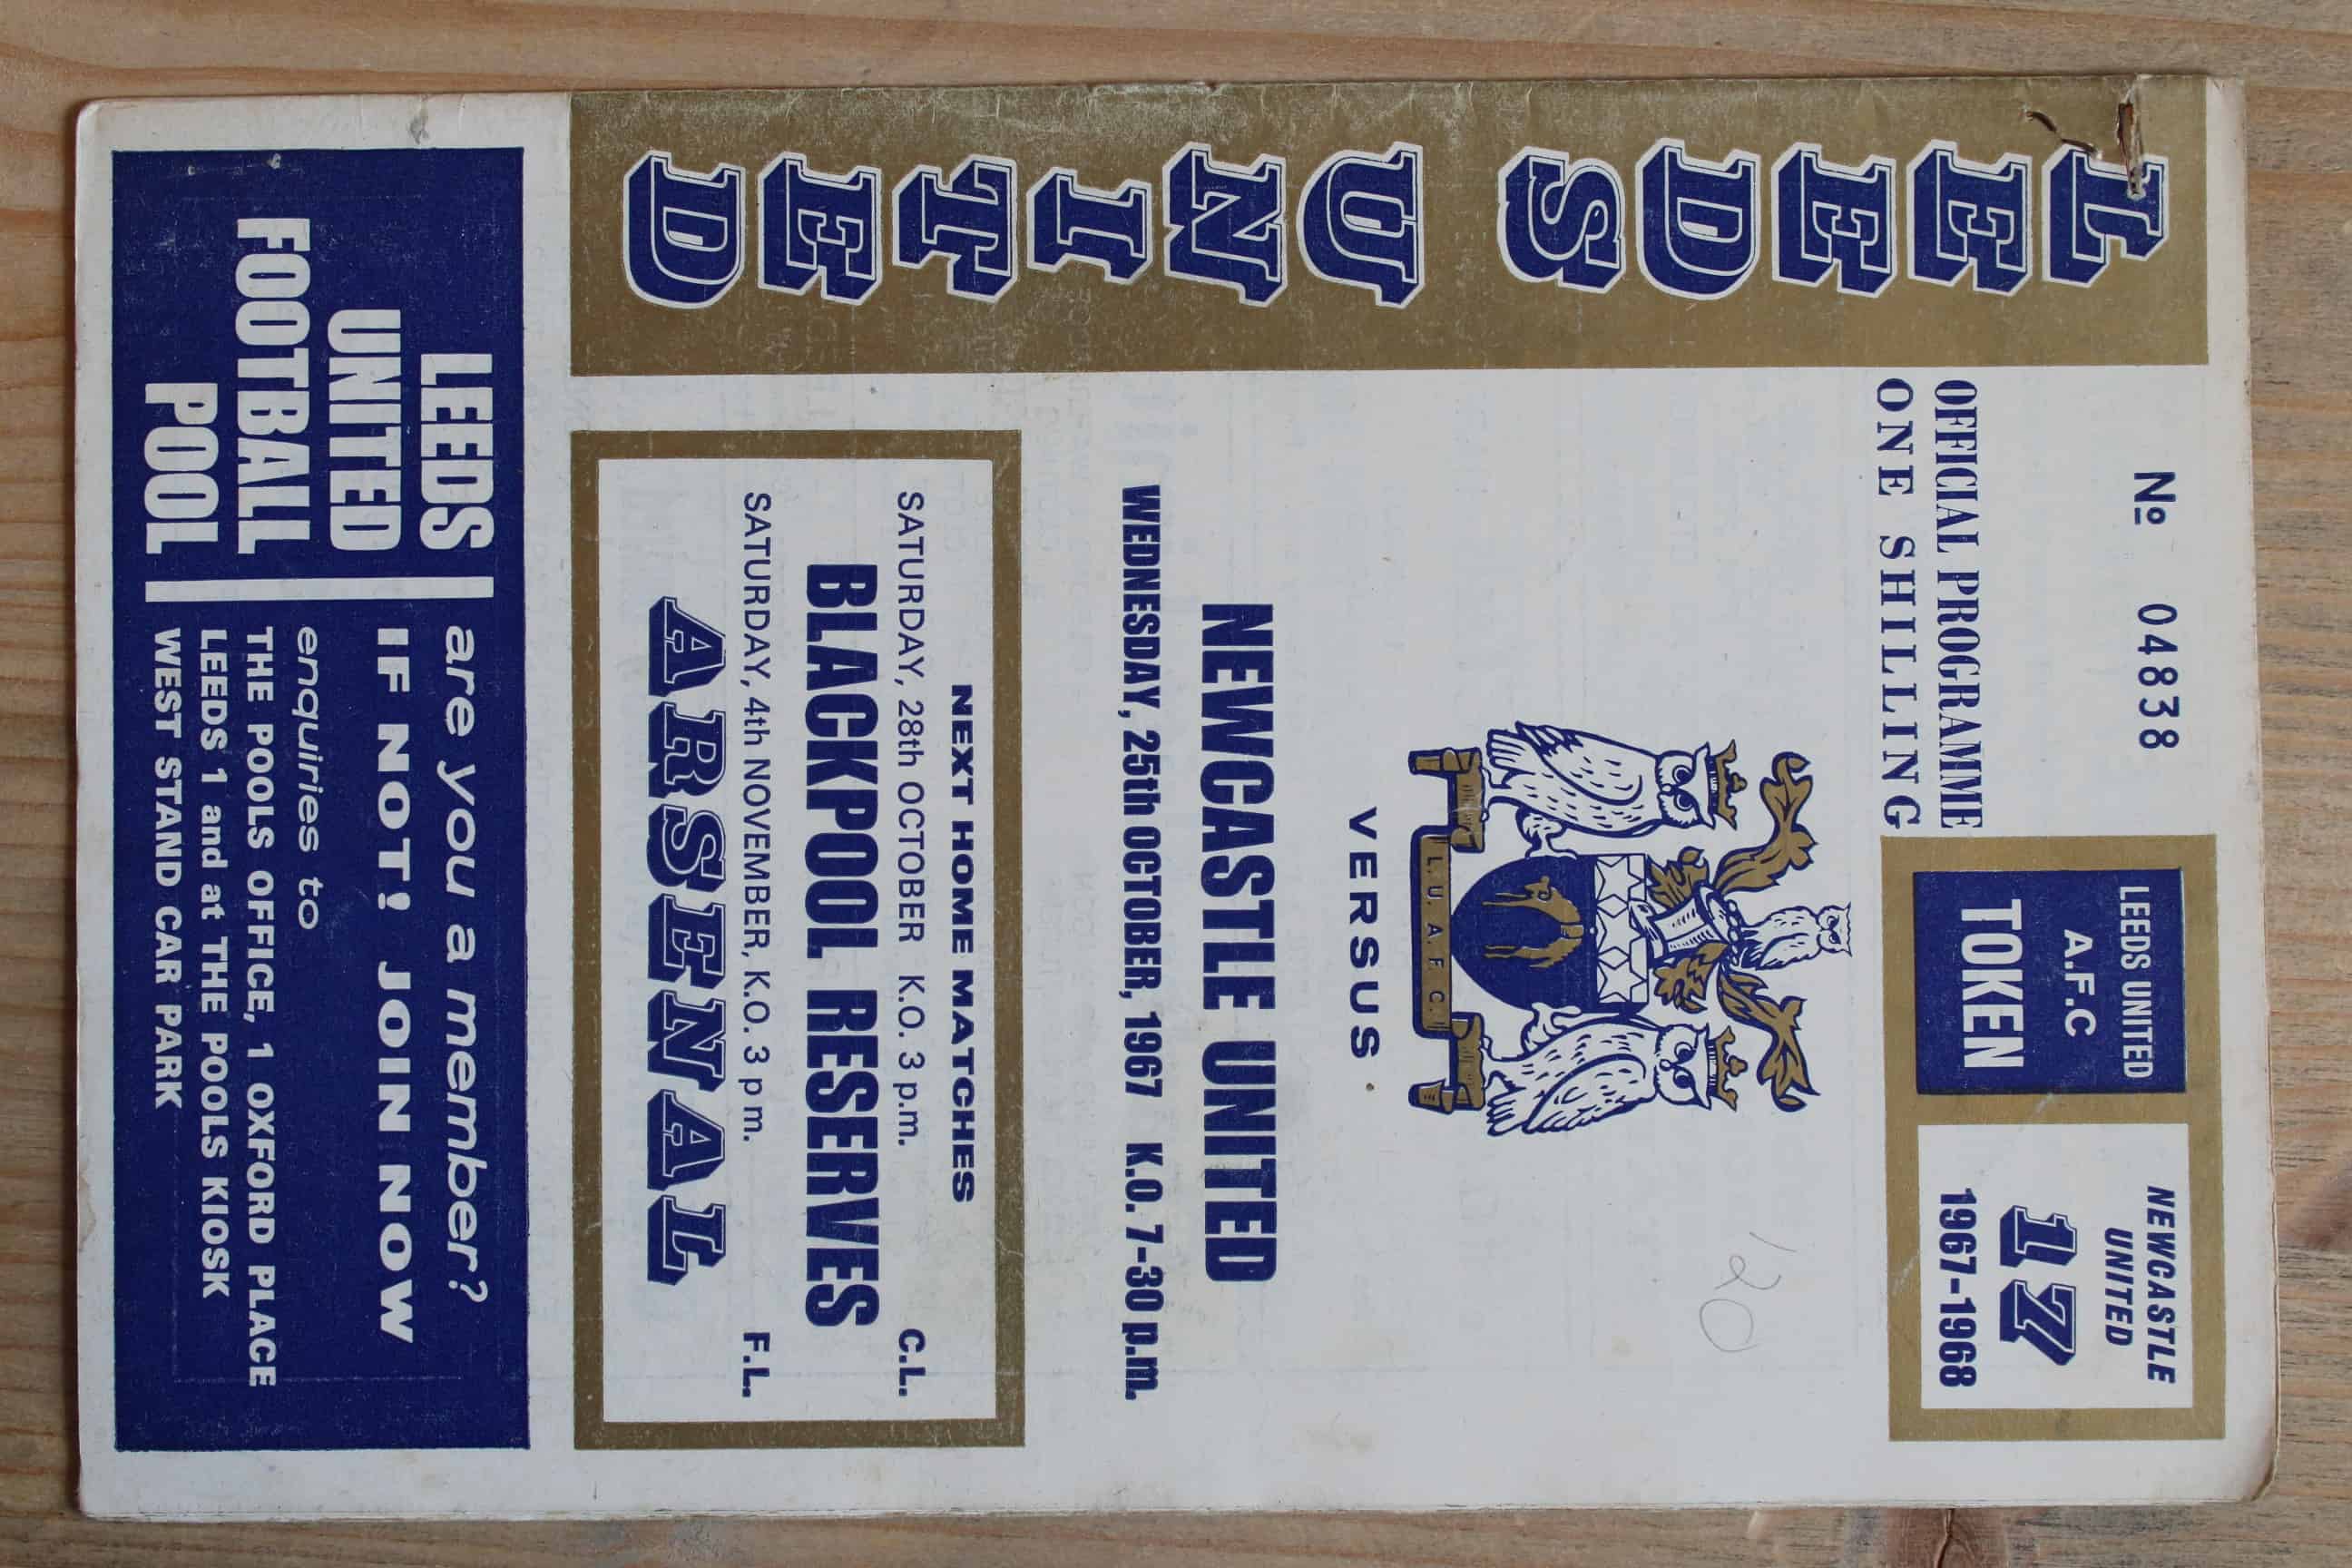 LEEDS UNITED
Nº 04838
OFFICIAL PROGRAMME
ONE SHILLING
LEEDS UNITED
A.F.C
TOKEN
NEWCASTLE
UNITED
17
1967-1968
120
L. U. A. F. C.
VERSUS
NEWCASTLE UNITED
WEDNESDAY, 25th OCTOBER, 1967 K.O. 7-30 p.m.
NEXT HOME MATCHES
SATURDAY, 28th OCTOBER K.O. 3 p.m. C.L.
BLACKPOOL RESERVES
SATURDAY, 4th NOVEMBER, K.O. 3 p m. F.L.
ARSENAL
LEEDS
UNITED
FOOTBALL
POOL
are you a member?
IF NOT! JOIN NOW
enquiries to
THE POOLS OFFICE, 1 OXFORD PLACE
LEEDS 1 and at THE POOLS KIOSK
WEST STAND CAR PARK